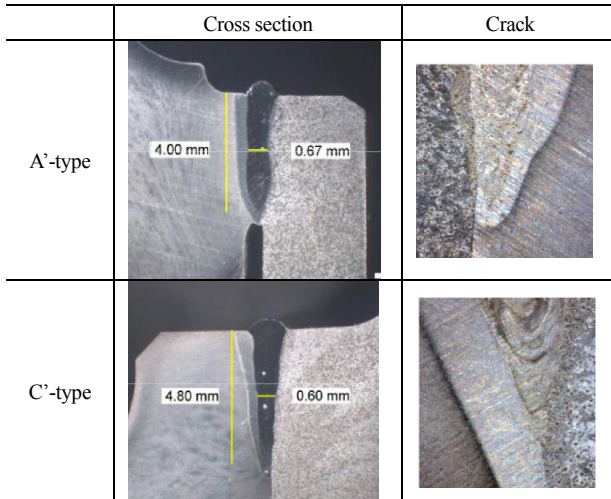 Cross section Crack
A’-type
4.00 mm 0.67 mm
C’-type
4.80 mm 0.60 mm